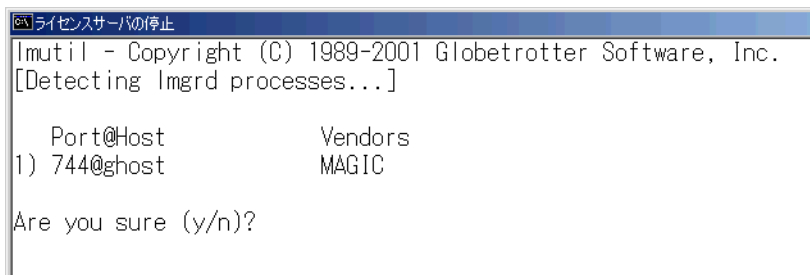 ライセンスサーバの停止
lmutil - Copyright (C) 1989-2001 Globetrotter Software, Inc.
[Detecting lmgrd processes...]
Port@Host Vendors
1) 744@ghost MAGIC
Are you sure (y/n)?